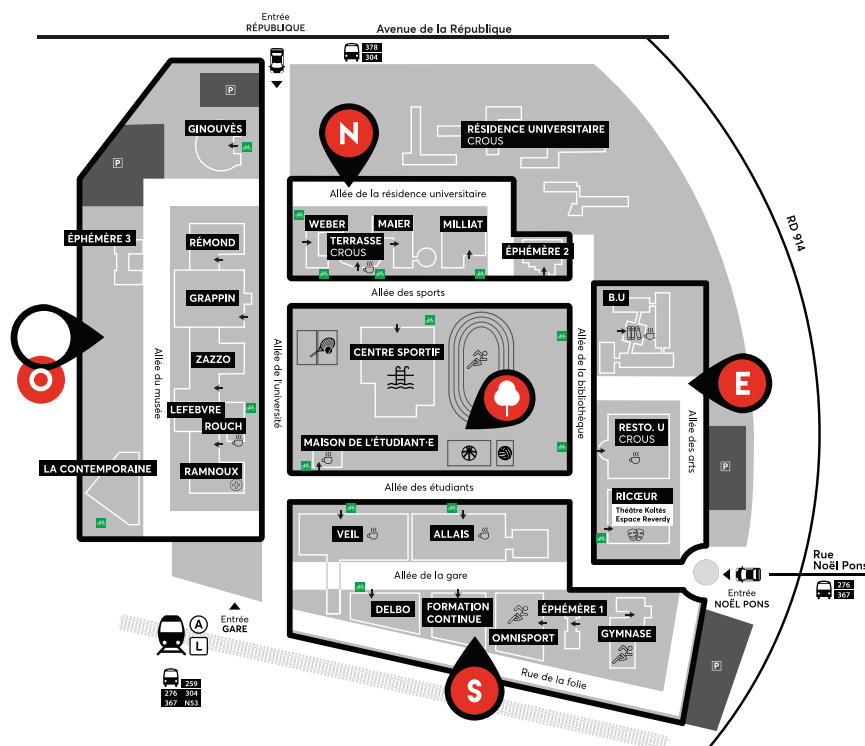 Entrée
RÉPUBLIQUE
Avenue de la République
378
304
P
GINOUVÈS
P
N
RÉSIDENCE UNIVERSITAIRE
CROUS
Allée de la résidence universitaire
WEBER
MAIER
MILLIAT
TERRASSE
CROUS
ÉPHÉMÈRE 2
ÉPHÉMÈRE 3
RÉMOND
RD 914
GRAPPIN
Allée des sports
B.U
O
Allée du musée
ZAZZO
Allée de l'université
CENTRE SPORTIF
Allée de la bibliothèque
E
LEFEBVRE
ROUCH
RESTO. U
CROUS
Allée des arts
MAISON DE L'ÉTUDIANT·E
LA CONTEMPORAINE
RAMNOUX
P
Allée des étudiants
RICŒUR
Théâtre Koltès
Espace Reverdy
VEIL
ALLAIS
Rue
Noël Pons
Allée de la gare
276
367
Entrée
NOËL PONS
DELBO
FORMATION
CONTINUE
ÉPHÉMÈRE 1
OMNISPORT
GYMNASE
Entrée
GARE
A
L
P
Rue de la folie
S
259
276 304
367 N53